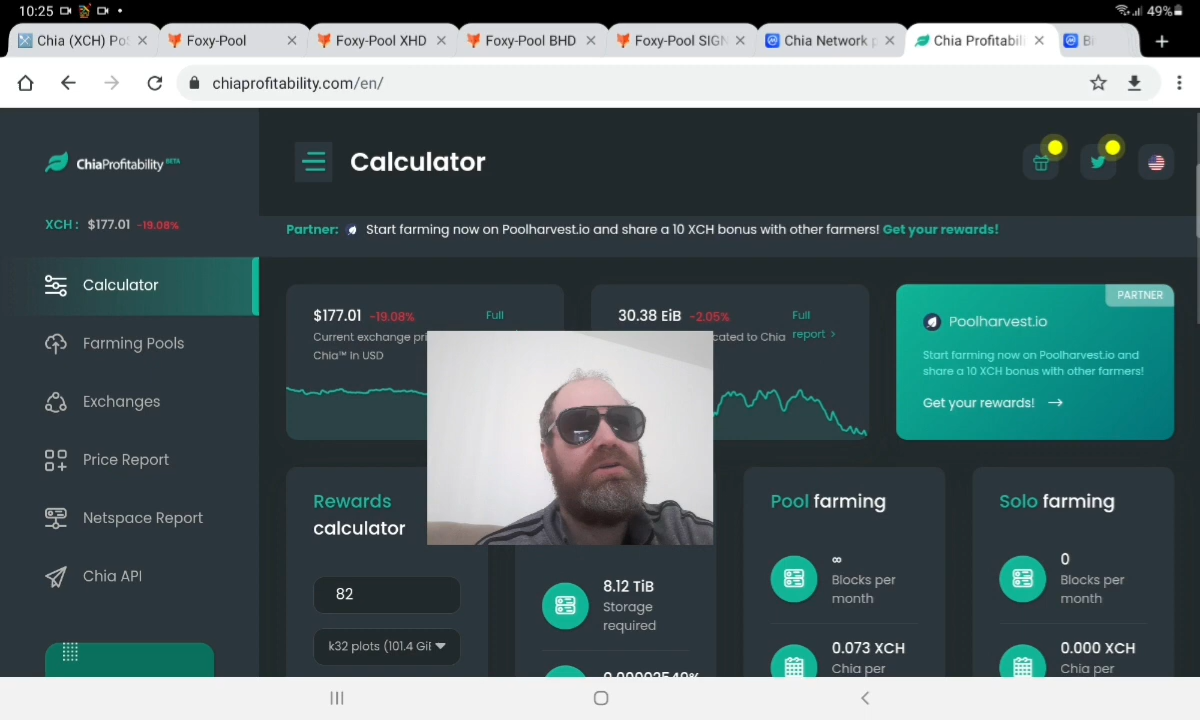 10:25
49%
Chia (XCH) Po
Foxy-Pool
Foxy-Pool XHD
Foxy-Pool BHD
Foxy-Pool SIGN
Chia Network p
Chia Profitabili
Bi
chiaprofitability.com/en/
ChiaProfitability BETA
Calculator
XCH : $177.01 -19.08%
Partner: Start farming now on Poolharvest.io and share a 10 XCH bonus with other farmers! Get your rewards!
Calculator
Farming Pools
Exchanges
Price Report
Netspace Report
Chia API
$177.01 -19.08%
Full
Current exchange pri
Chia™ in USD
30.38 EiB -2.05%
Full
report >
cated to Chia
PARTNER
Poolharvest.io
Start farming now on Poolharvest.io and
share a 10 XCH bonus with other farmers!
Get your rewards! →
Rewards
calculator
82
k32 plots (101.4 GiE
8.12 TiB
Storage
required
0.00002549%
Pool farming
∞
Blocks per
month
0.073 XCH
Chia per
Solo farming
0
Blocks per
month
0.000 XCH
Chia per